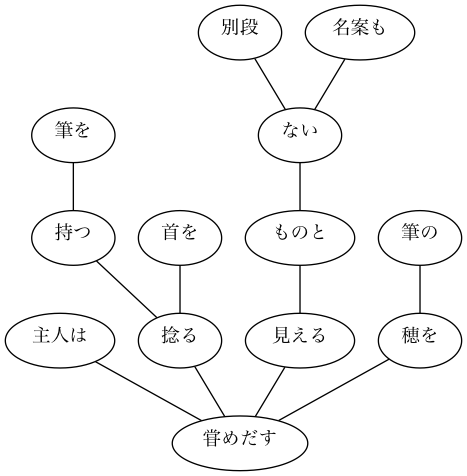 別段
名案も
筆を
ない
持つ
首を
ものと
筆の
主人は
捻る
見える
穂を
甞めだす